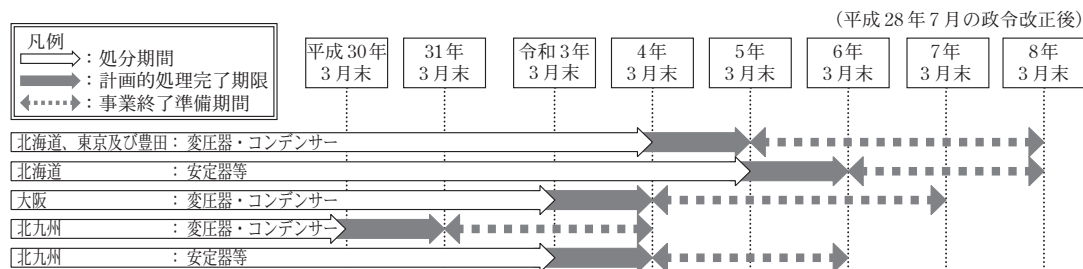 (平成28年7月の政令改正後)
凡例
：処分期間
：計画的処理完了期限
：事業終了準備期間
平成30年
3月末
31年
3月末
令和3年
3月末
4年
3月末
5年
3月末
6年
3月末
7年
3月末
8年
3月末
北海道、東京及び豊田：変圧器・コンデンサー
北海道　：安定器等
大阪　：変圧器・コンデンサー
北九州　：変圧器・コンデンサー
北九州　：安定器等